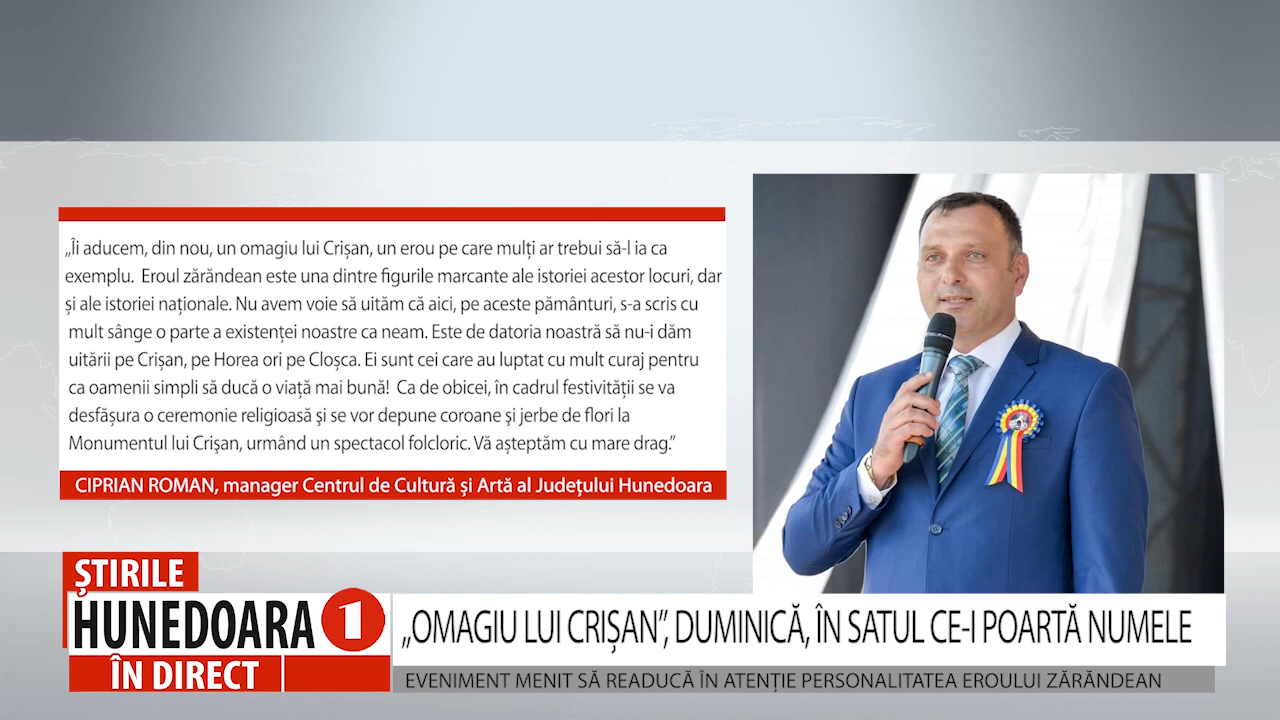 „Îi aducem, din nou, un omagiu lui Crișan, un erou pe care mulți ar trebui să-l ia ca
exemplu. Eroul zărăndean este una dintre figurile marcante ale istoriei acestor locuri, dar
și ale istoriei naționale. Nu avem voie să uităm că aici, pe aceste pământuri, s-a scris cu
mult sânge o parte a existenței noastre ca neam. Este de datoria noastră să nu-i dăm
uitării pe Crișan, pe Horea ori pe Cloșca. Ei sunt cei care au luptat cu mult curaj pentru
ca oamenii simpli să ducă o viață mai bună! Ca de obicei, în cadrul festivității se va
desfășura o ceremonie religioasă şi se vor depune coroane şi jerbe de flori la
Monumentul lui Crişan, urmând un spectacol folcloric. Vă așteptăm cu mare drag.”
CIPRIAN ROMAN, manager Centrul de Cultură şi Artă al Județului Hunedoara
ȘTIRILE
HUNEDOARA 1
ÎN DIRECT
„OMAGIU LUI CRIȘAN”, DUMINICĂ, ÎN SATUL CE-I POARTĂ NUMELE
EVENIMENT MENIT SĂ READUCĂ ÎN ATENȚIE PERSONALITATEA EROULUI ZĂRĂNDEAN